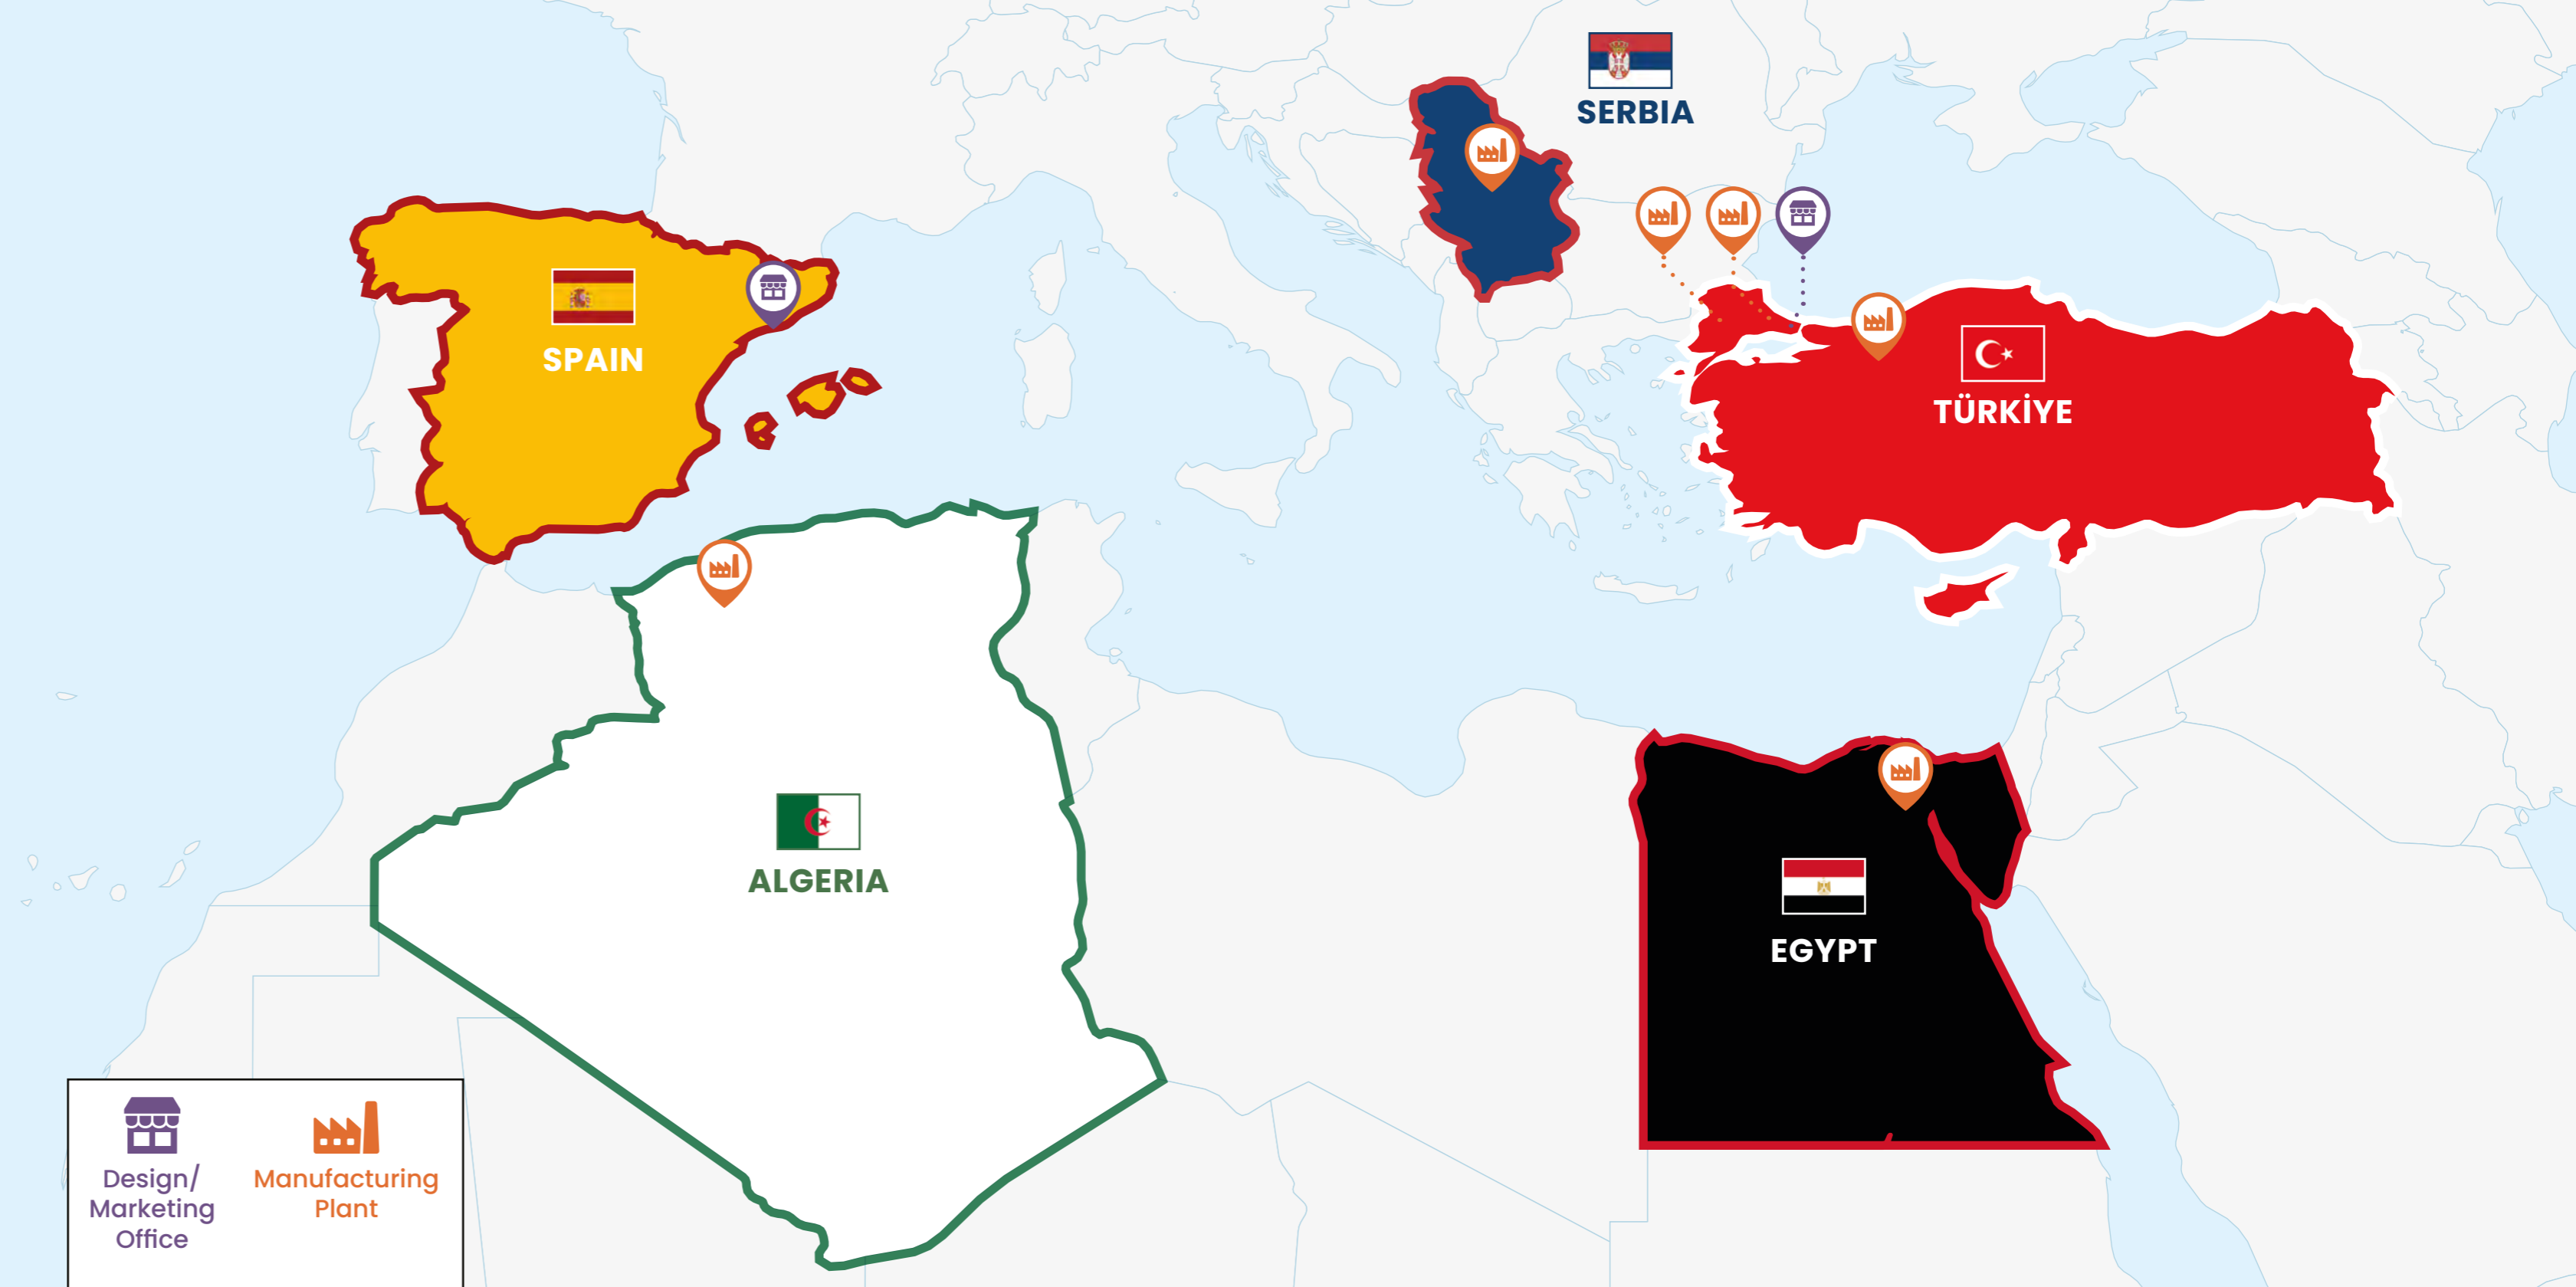 SERBIA
SPAIN
TÜRKİYE
ALGERIA
EGYPT
Design/
Marketing
Office
Manufacturing
Plant